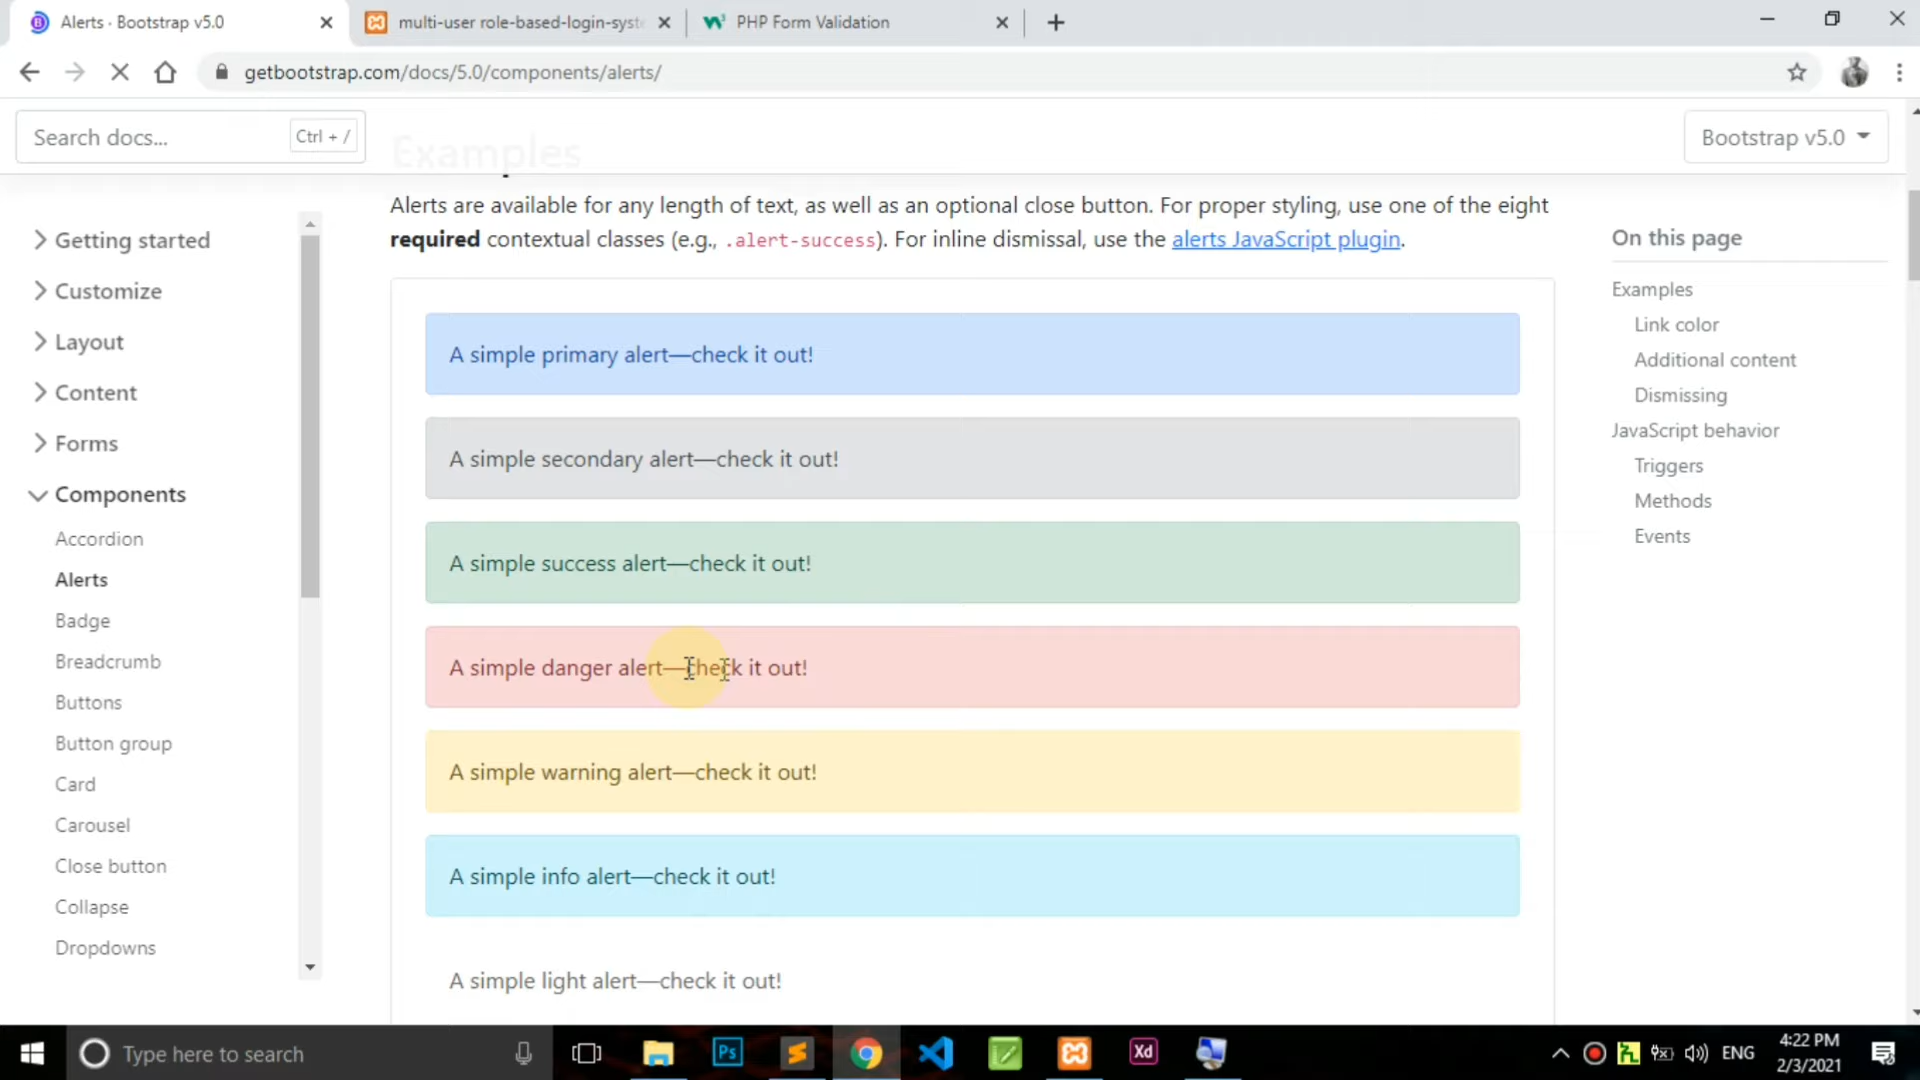 Alerts · Bootstrap v5.0
multi-user role-based-login-syste
PHP Form Validation
getbootstrap.com/docs/5.0/components/alerts/
Search docs...
Ctrl + /
Bootstrap v5.0
Examples
Alerts are available for any length of text, as well as an optional close button. For proper styling, use one of the eight
required contextual classes (e.g., .alert-success). For inline dismissal, use the alerts JavaScript plugin.
Getting started
Customize
Layout
Content
Forms
Components
Accordion
Alerts
Badge
Breadcrumb
Buttons
Button group
Card
Carousel
Close button
Collapse
Dropdowns
A simple primary alert—check it out!
A simple secondary alert—check it out!
A simple success alert—check it out!
A simple danger alert—check it out!
A simple warning alert—check it out!
A simple info alert—check it out!
A simple light alert—check it out!
On this page
Examples
Link color
Additional content
Dismissing
JavaScript behavior
Triggers
Methods
Events
Type here to search
Ps
Xd
ENG
4:22 PM
2/3/2021